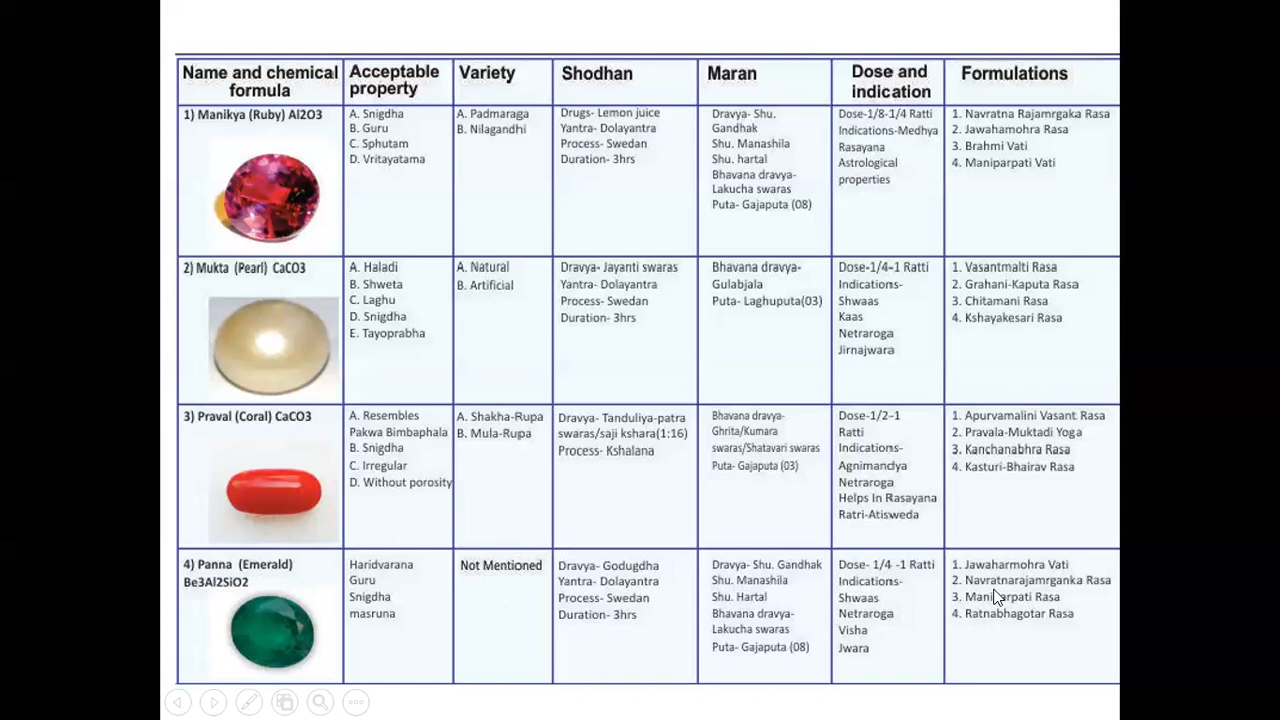 Name and chemical formula
Acceptable property
Variety
Shodhan
Maran
Dose and indication
Formulations
1) Manikya (Ruby) Al2O3
A. Snigdha
B. Guru
C. Sphutam
D. Vritayatama
A. Padmaraga
B. Nilagandhi
Drugs- Lemon juice
Yantra- Dolayantra
Process- Swedan
Duration- 3hrs
Dravya- Shu.
Gandhak
Shu. Manashila
Shu. hartal
Bhavana dravya-
Lakucha swaras
Puta- Gajaputa (08)
Dose-1/8-1/4 Ratti
Indications-Medhya
Rasayana
Astrological
properties
1. Navratna Rajamrgaka Rasa
2. Jawahamohra Rasa
3. Brahmi Vati
4. Maniparpati Vati
2) Mukta (Pearl) CaCO3
A. Haladi
B. Shweta
C. Laghu
D. Snigdha
E. Tayoprabha
A. Natural
B. Artificial
Dravya- Jayanti swaras
Yantra- Dolayantra
Process- Swedan
Duration- 3hrs
Bhavana dravya-
Gulabjala
Puta- Laghuputa(03)
Dose-1/4-1 Ratti
Indications-
Shwaas
Kaas
Netraroga
Jirnajwara
1. Vasantmalti Rasa
2. Grahani-Kaputa Rasa
3. Chitamani Rasa
4. Kshayakesari Rasa
3) Praval (Coral) CaCO3
A. Resembles
Pakwa Bimbaphala
B. Snigdha
C. Irregular
D. Without porosity
A. Shakha-Rupa
B. Mula-Rupa
Dravya- Tanduliya-patra
swaras/saji kshara(1:16)
Process- Kshalana
Bhavana dravya-
Ghrita/Kumara
swaras/Shatavari swaras
Puta- Gajaputa (03)
Dose-1/2-1
Ratti
Indications-
Agnimandya
Netraroga
Helps In Rasayana
Ratri-Atisweda
1. Apurvamalini Vasant Rasa
2. Pravala-Muktadi Yoga
3. Kanchanabhra Rasa
4. Kasturi-Bhairav Rasa
4) Panna (Emerald)
Be3Al2SiO2
Haridvarana
Guru
Snigdha
masruna
Not Mentioned
Dravya- Godugdha
Yantra- Dolayantra
Process- Swedan
Duration- 3hrs
Dravya- Shu. Gandhak
Shu. Manashila
Shu. Hartal
Bhavana dravya-
Lakucha swaras
Puta- Gajaputa (08)
Dose- 1/4 -1 Ratti
Indications-
Shwaas
Netraroga
Visha
Jwara
1. Jawaharmohra Vati
2. Navratnarajamrganka Rasa
3. Maniparpati Rasa
4. Ratnabhagotar Rasa